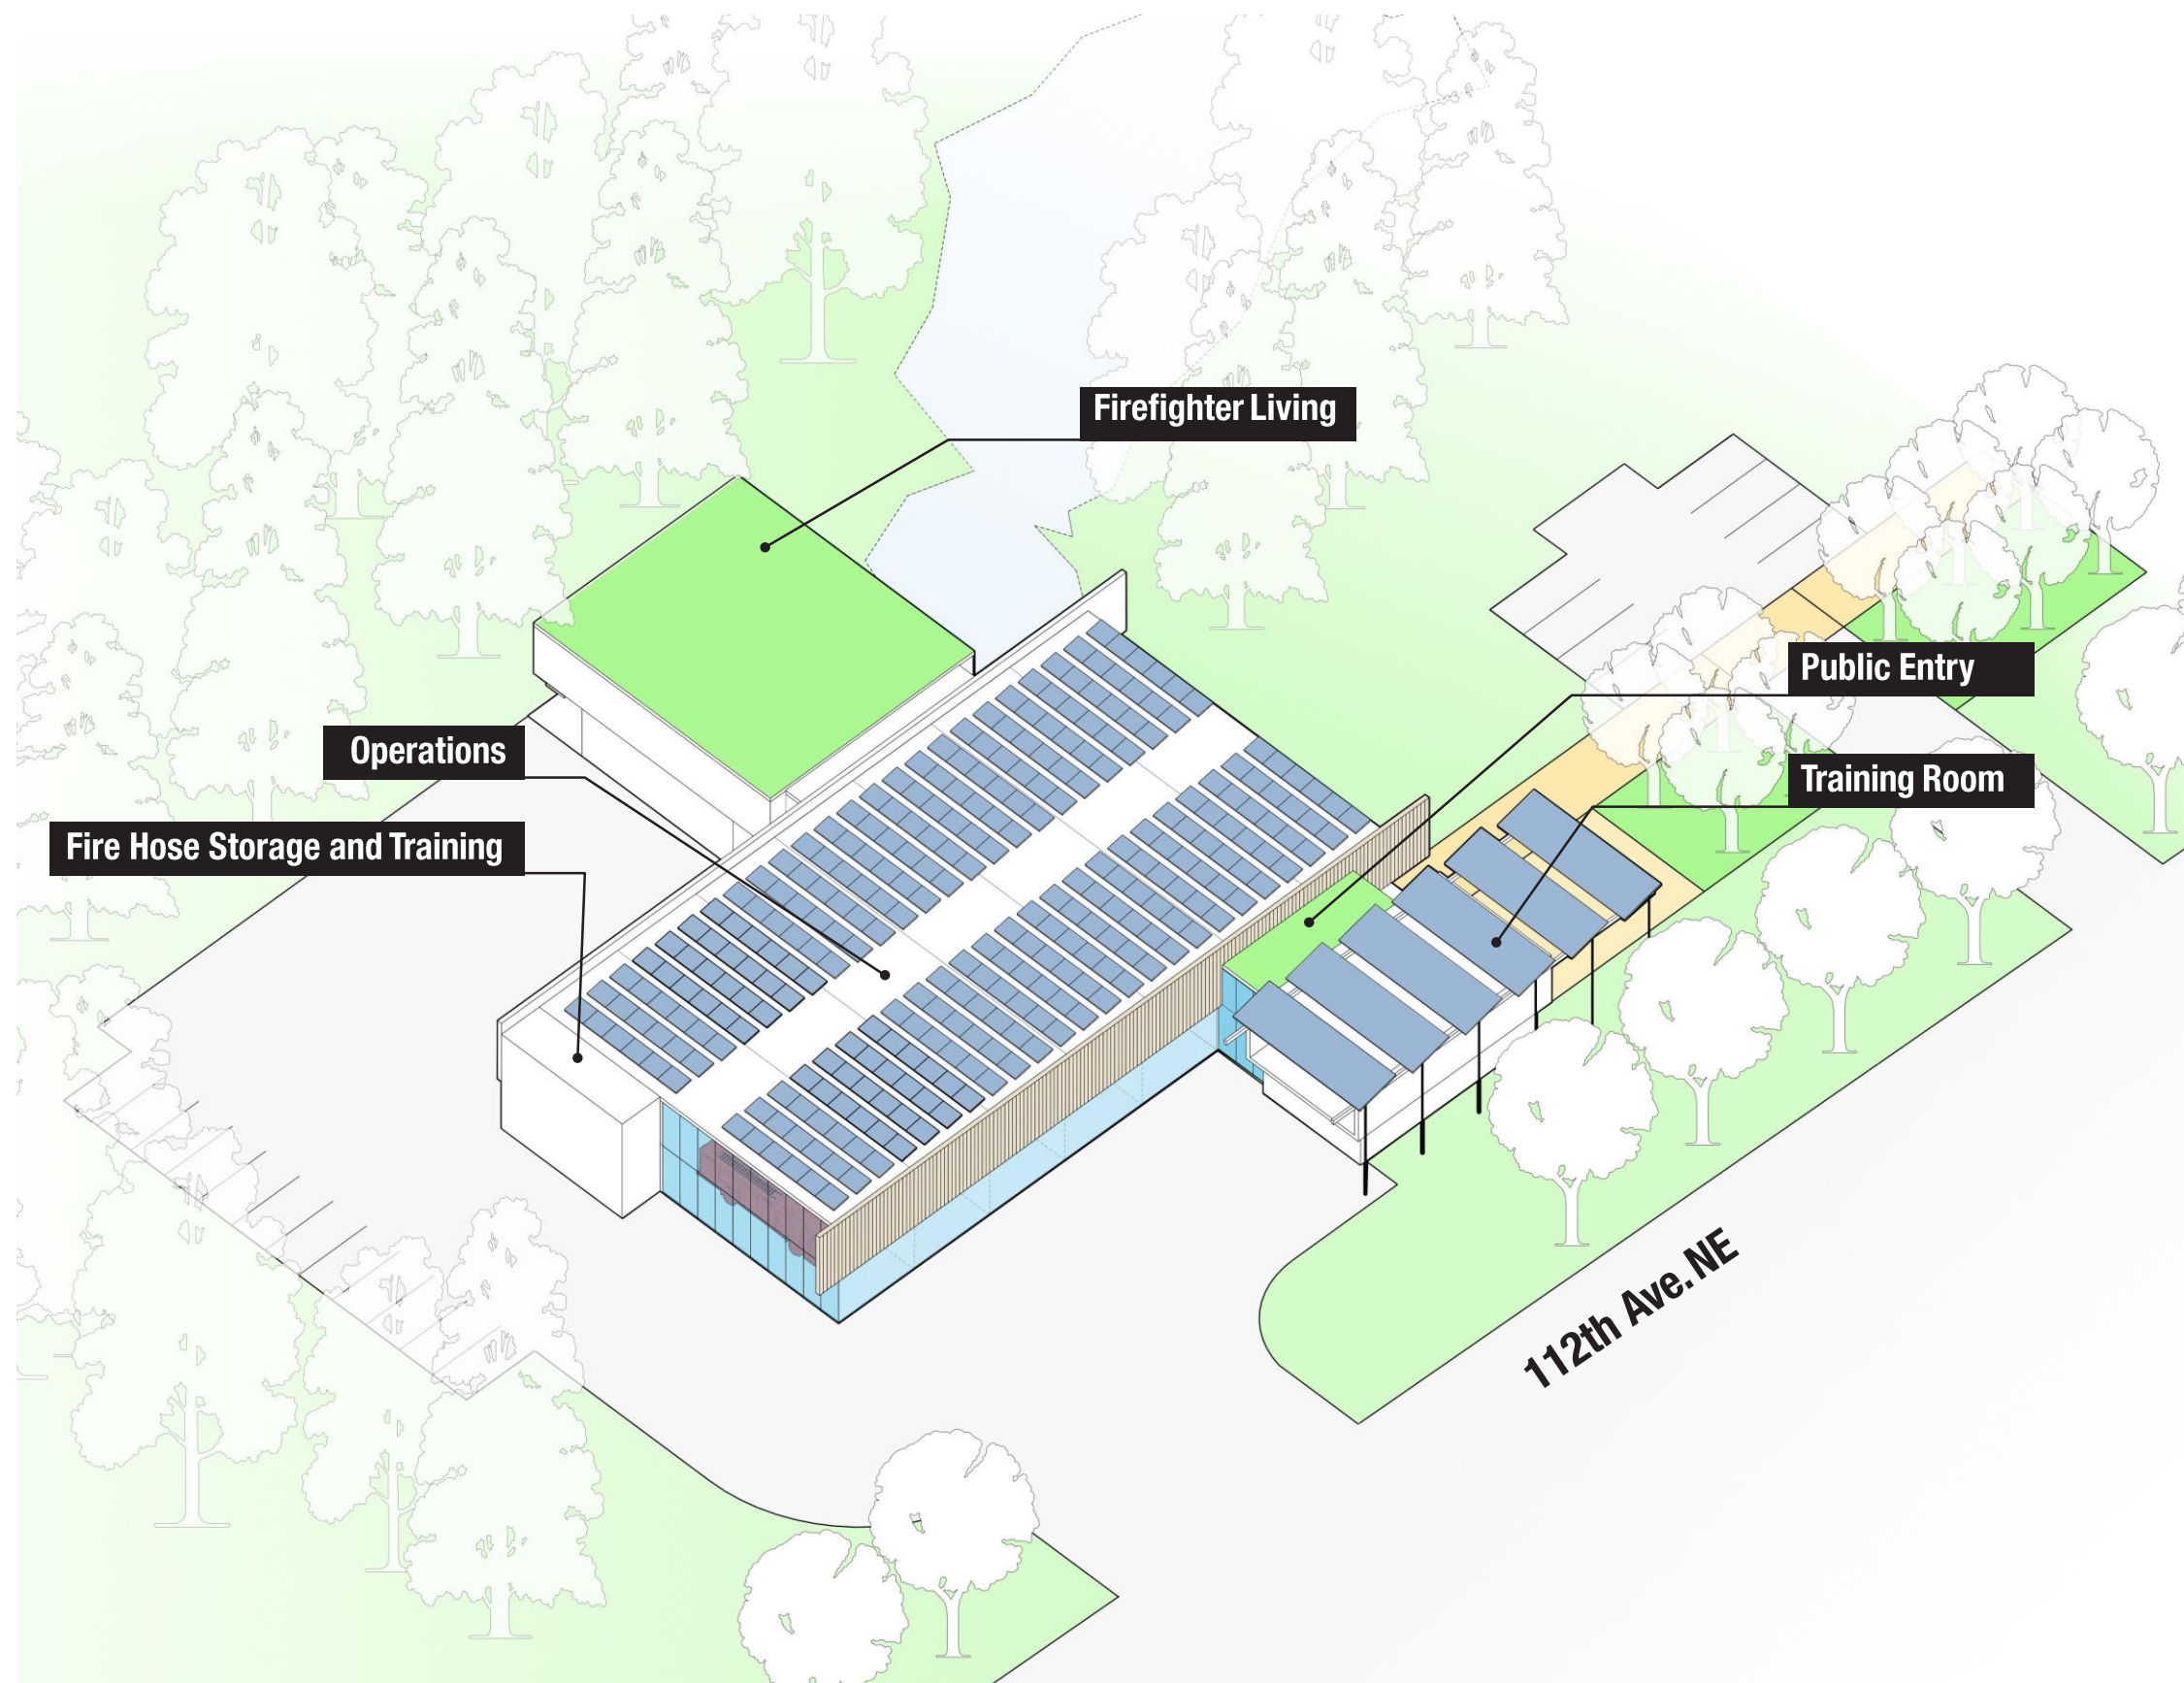 Firefighter Living
Public Entry
Operations
Training Room
Fire Hose Storage and Training
112th Ave. NE